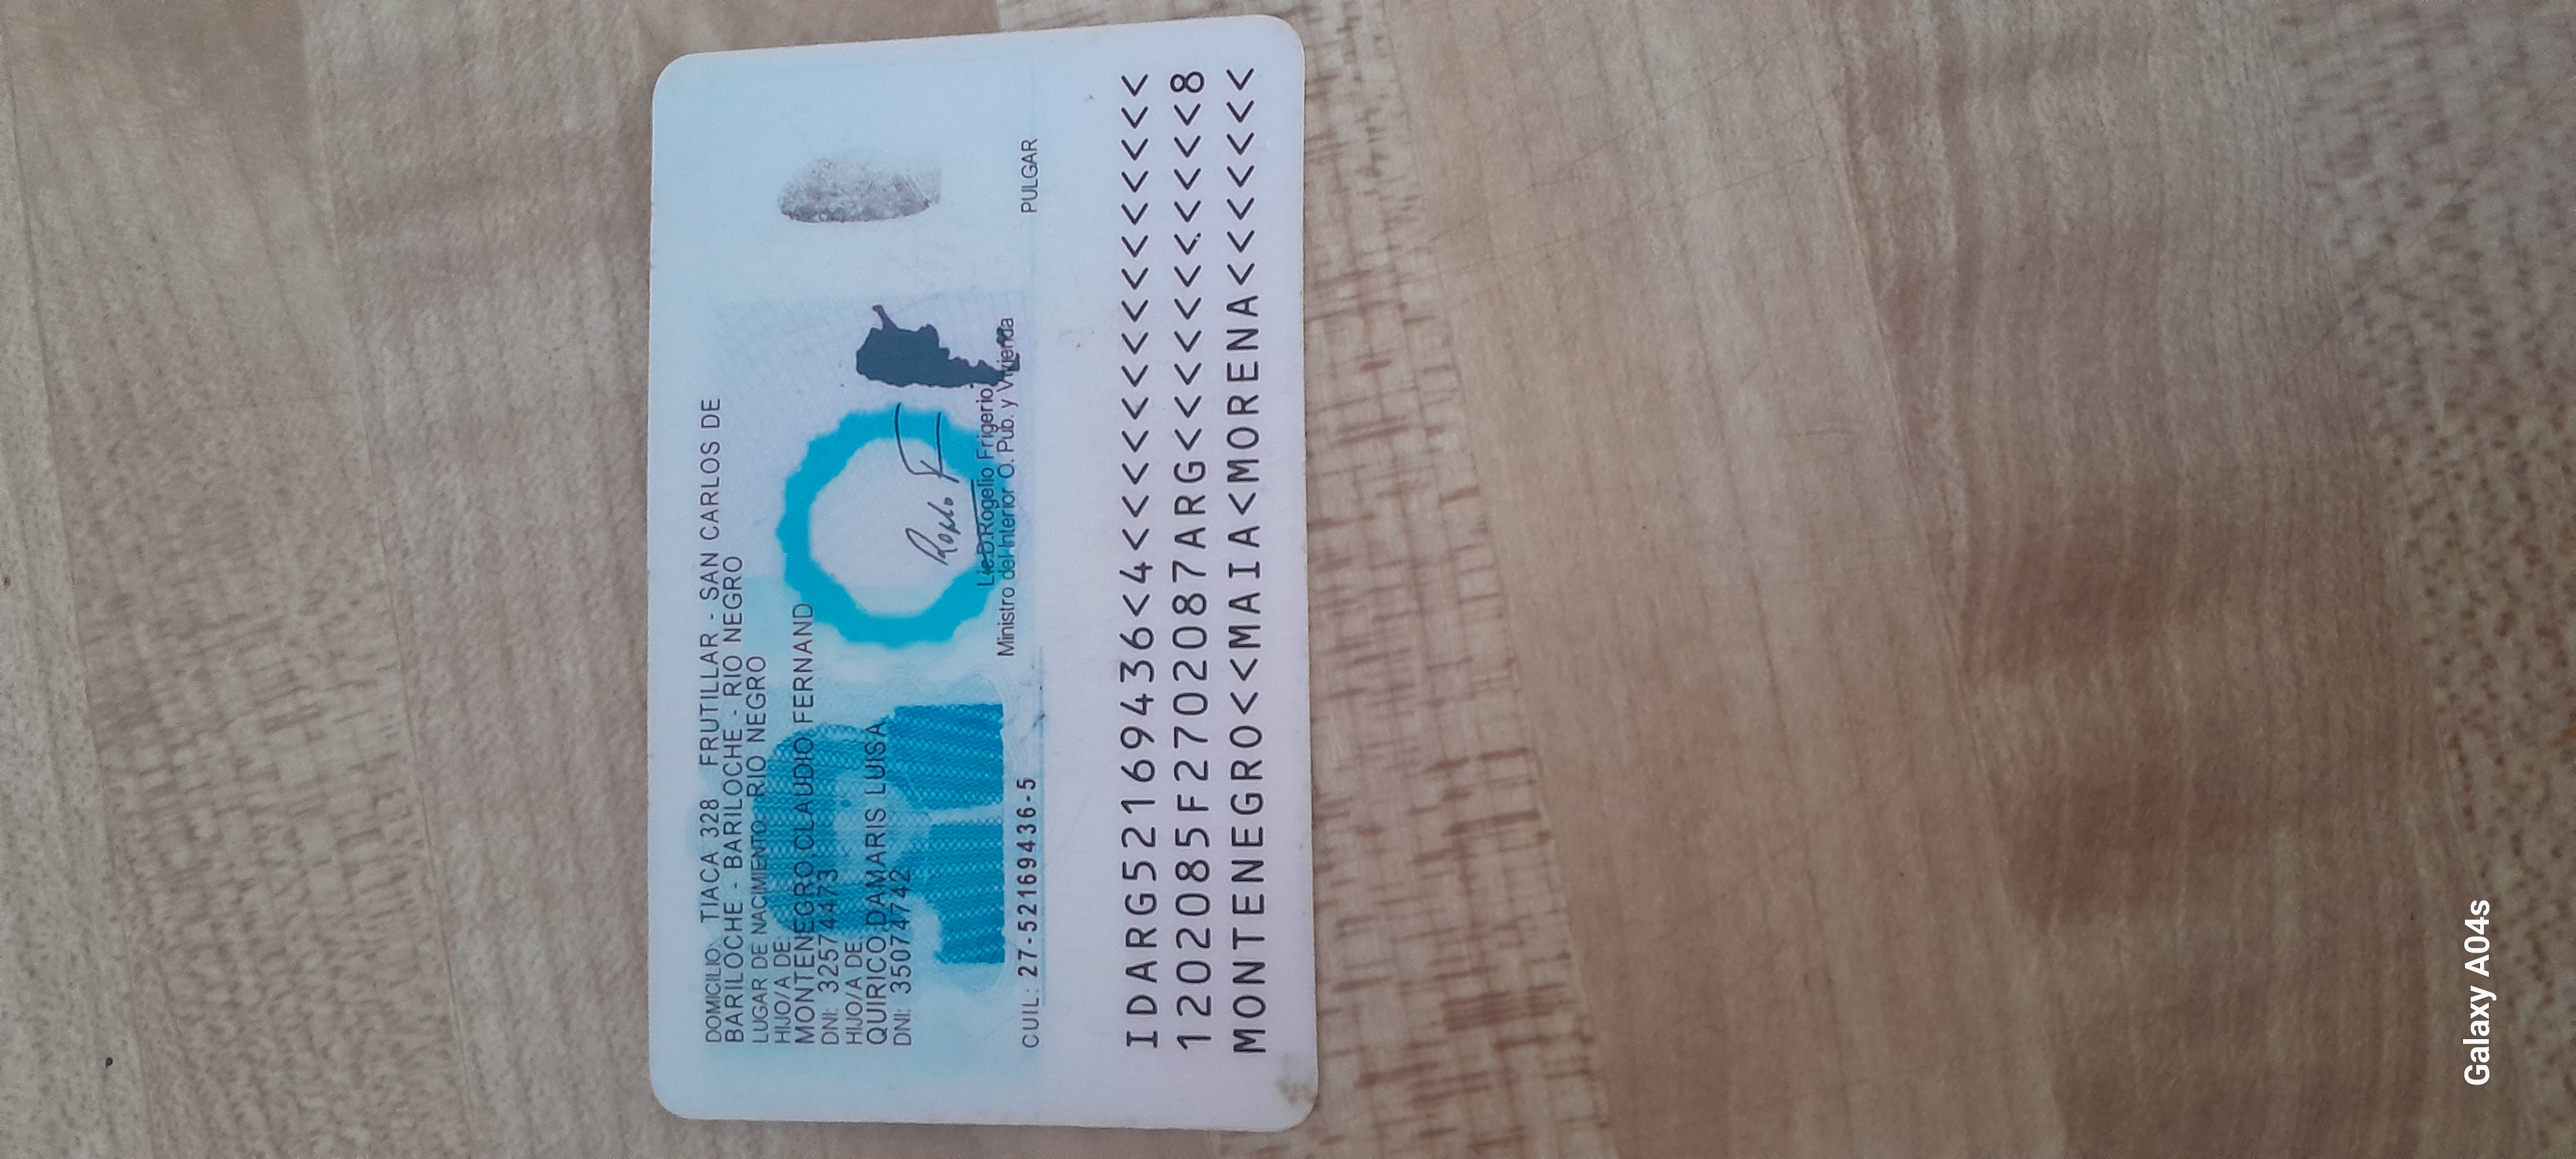 DOMICILIO: TIACA 328 FRUTILLAR - SAN CARLOS DE
BARILOCHE - BARILOCHE - RIO NEGRO
LUGAR DE NACIMIENTO: RIO NEGRO
HIJO/A DE:
MONTENEGRO,CLAUDIO FERNAND
DNI: 32574473
HIJO/A DE:
QUIRICO,DAMARIS LUISA
DNI: 35074742
Lic.D.Rogelio Frigerio
Ministro del Interior O. Pub. y Vivienda
CUIL: 27-52169436-5
PULGAR
IDARG52169436<4<<<<<<<<<<<<<<<
1202085F2702087ARG<<<<<<<<<<<8
MONTENEGRO<<MAIA<MORENA<<<<<<<
Galaxy A04s